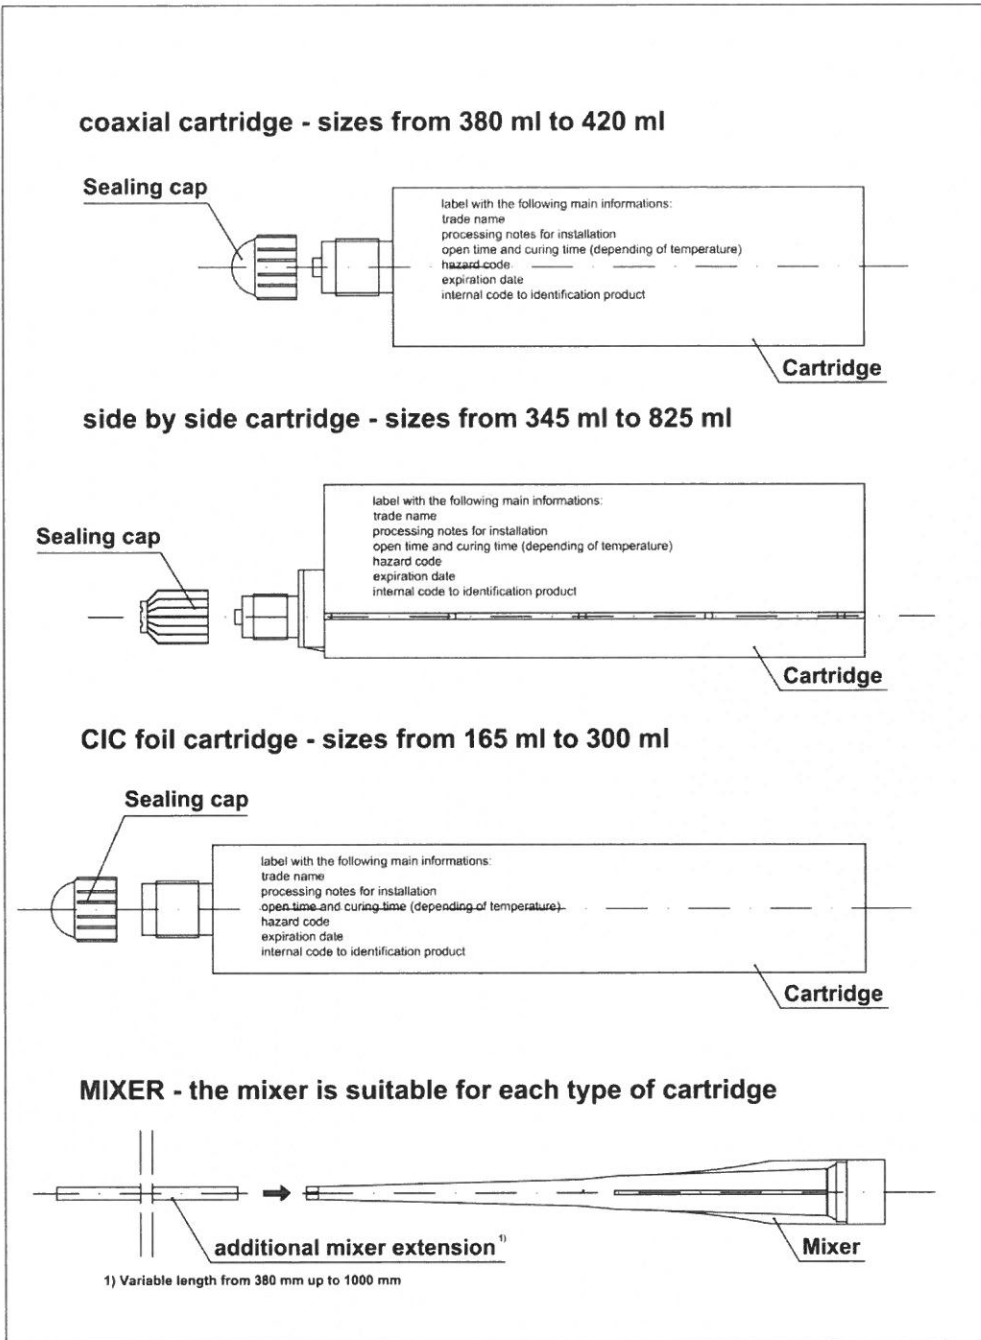 coaxial cartridge - sizes from 380 ml to 420 ml
Sealing cap
label with the following main informations:
trade name
processing notes for installation
open time and curing time (depending of temperature)
hazard code
expiration date
internal code to identification product
Cartridge
side by side cartridge - sizes from 345 ml to 825 ml
Sealing cap
label with the following main informations:
trade name
processing notes for installation
open time and curing time (depending of temperature)
hazard code
expiration date
internal code to identification product
Cartridge
CIC foil cartridge - sizes from 165 ml to 300 ml
Sealing cap
label with the following main informations:
trade name
processing notes for installation
open time and curing time (depending of temperature)
hazard code
expiration date
internal code to identification product
Cartridge
MIXER - the mixer is suitable for each type of cartridge
additional mixer extension 1)
Mixer
1) Variable length from 380 mm up to 1000 mm